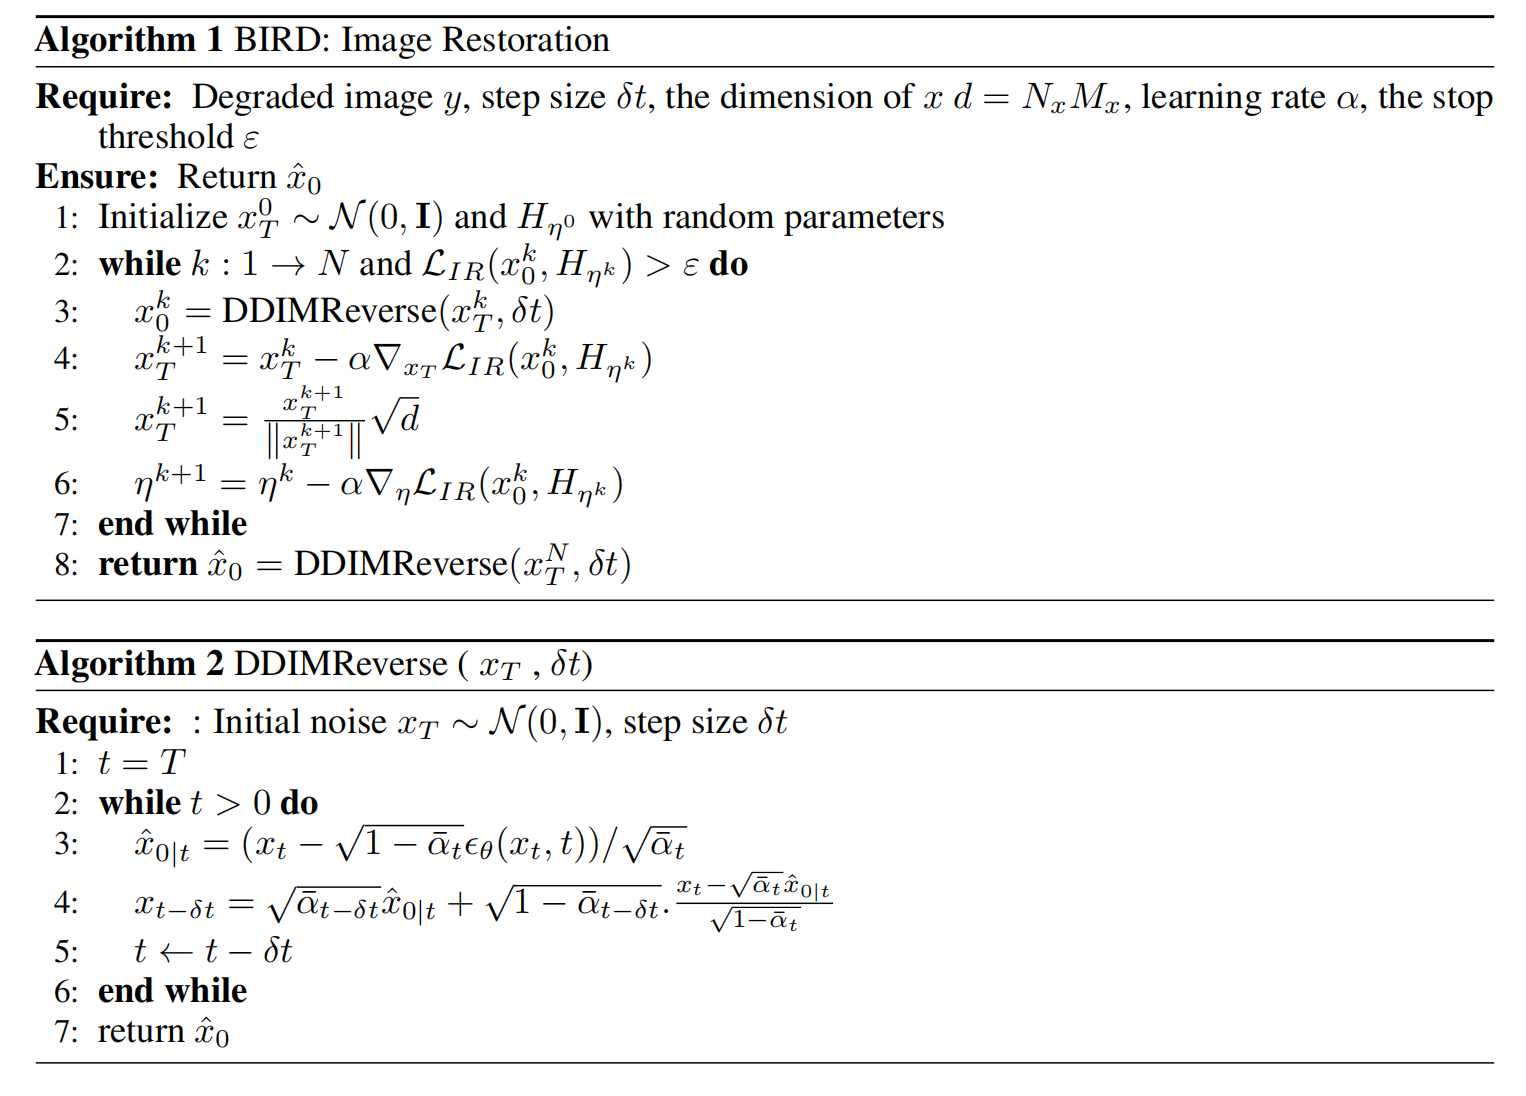 Algorithm 1 BIRD: Image Restoration
Require: Degraded image $y$, step size $\delta t$, the dimension of $x$ $d = N_x M_x$, learning rate $\alpha$, the stop
threshold $\varepsilon$
Ensure: Return $\hat{x}_0$
1: Initialize $x_T^0 \sim \mathcal{N}(0, \mathbf{I})$ and $H_{\eta^0}$ with random parameters
2: while $k : 1 \rightarrow N$ and $\mathcal{L}_{IR}(x_0^k, H_{\eta^k}) > \varepsilon$ do
3: $x_0^k = \text{DDIMReverse}(x_T^k, \delta t)$
4: $x_T^{k+1} = x_T^k - \alpha \nabla_{x_T} \mathcal{L}_{IR}(x_0^k, H_{\eta^k})$
5: $x_T^{k+1} = \frac{x_T^{k+1}}{||x_T^{k+1}||} \sqrt{d}$
6: $\eta^{k+1} = \eta^k - \alpha \nabla_{\eta} \mathcal{L}_{IR}(x_0^k, H_{\eta^k})$
7: end while
8: return $\hat{x}_0 = \text{DDIMReverse}(x_T^N, \delta t)$
Algorithm 2 DDIMReverse ( $x_T$ , $\delta t$)
Require: : Initial noise $x_T \sim \mathcal{N}(0, \mathbf{I})$, step size $\delta t$
1: $t = T$
2: while $t > 0$ do
3: $\hat{x}_{0|t} = (x_t - \sqrt{1 - \bar{\alpha}_t} \epsilon_\theta(x_t, t)) / \sqrt{\bar{\alpha}_t}$
4: $x_{t-\delta t} = \sqrt{\bar{\alpha}_{t-\delta t}} \hat{x}_{0|t} + \sqrt{1 - \bar{\alpha}_{t-\delta t}} . \frac{x_t - \sqrt{\bar{\alpha}_t} \hat{x}_{0|t}}{\sqrt{1 - \bar{\alpha}_t}}$
5: $t \leftarrow t - \delta t$
6: end while
7: return $\hat{x}_0$